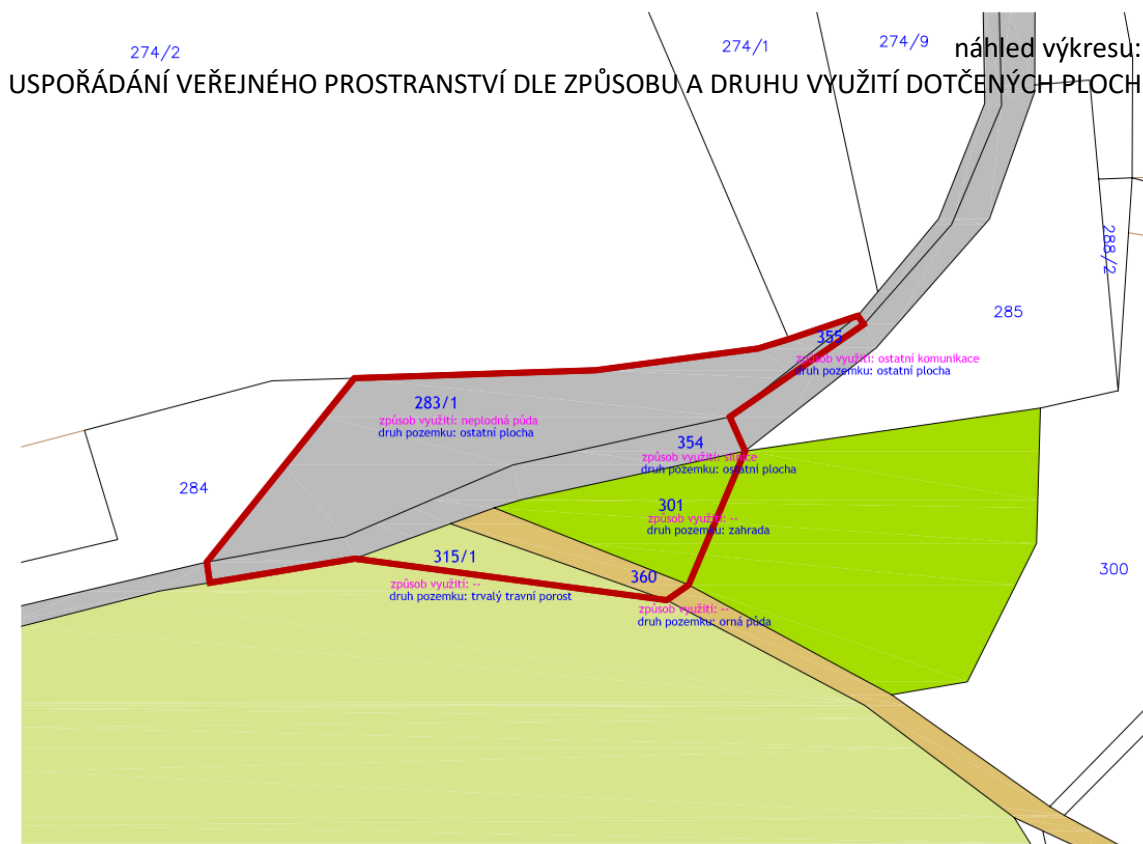 274/2
274/1
274/9
náhled výkresu:
USPOŘÁDÁNÍ VEŘEJNÉHO PROSTRANSTVÍ DLE ZPŮSOBU A DRUHU VYUŽITÍ DOTČENÝCH PLOCH
288/2
285
355
způsob využití: ostatní komunikace
druh pozemku: ostatní plocha
283/1
způsob využití: neplodná půda
druh pozemku: ostatní plocha
354
způsob využití: silnice
druh pozemku: ostatní plocha
284
301
způsob využití: --
druh pozemku: zahrada
315/1
způsob využití: --
druh pozemku: trvalý travní porost
360
způsob využití: --
druh pozemku: orná půda
300